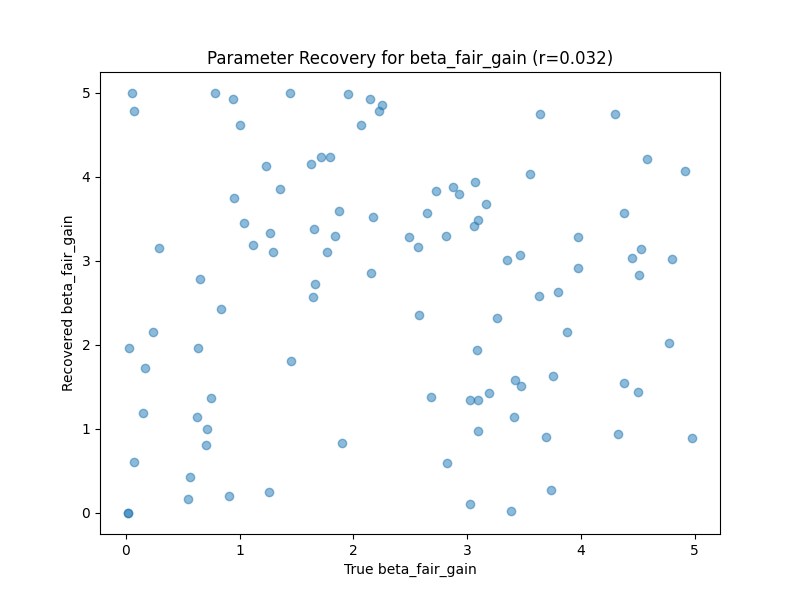 Parameter Recovery for beta_fair_gain (r=0.032)
5
4
3
2
1
0
Recovered beta_fair_gain
0 1 2 3 4 5
True beta_fair_gain